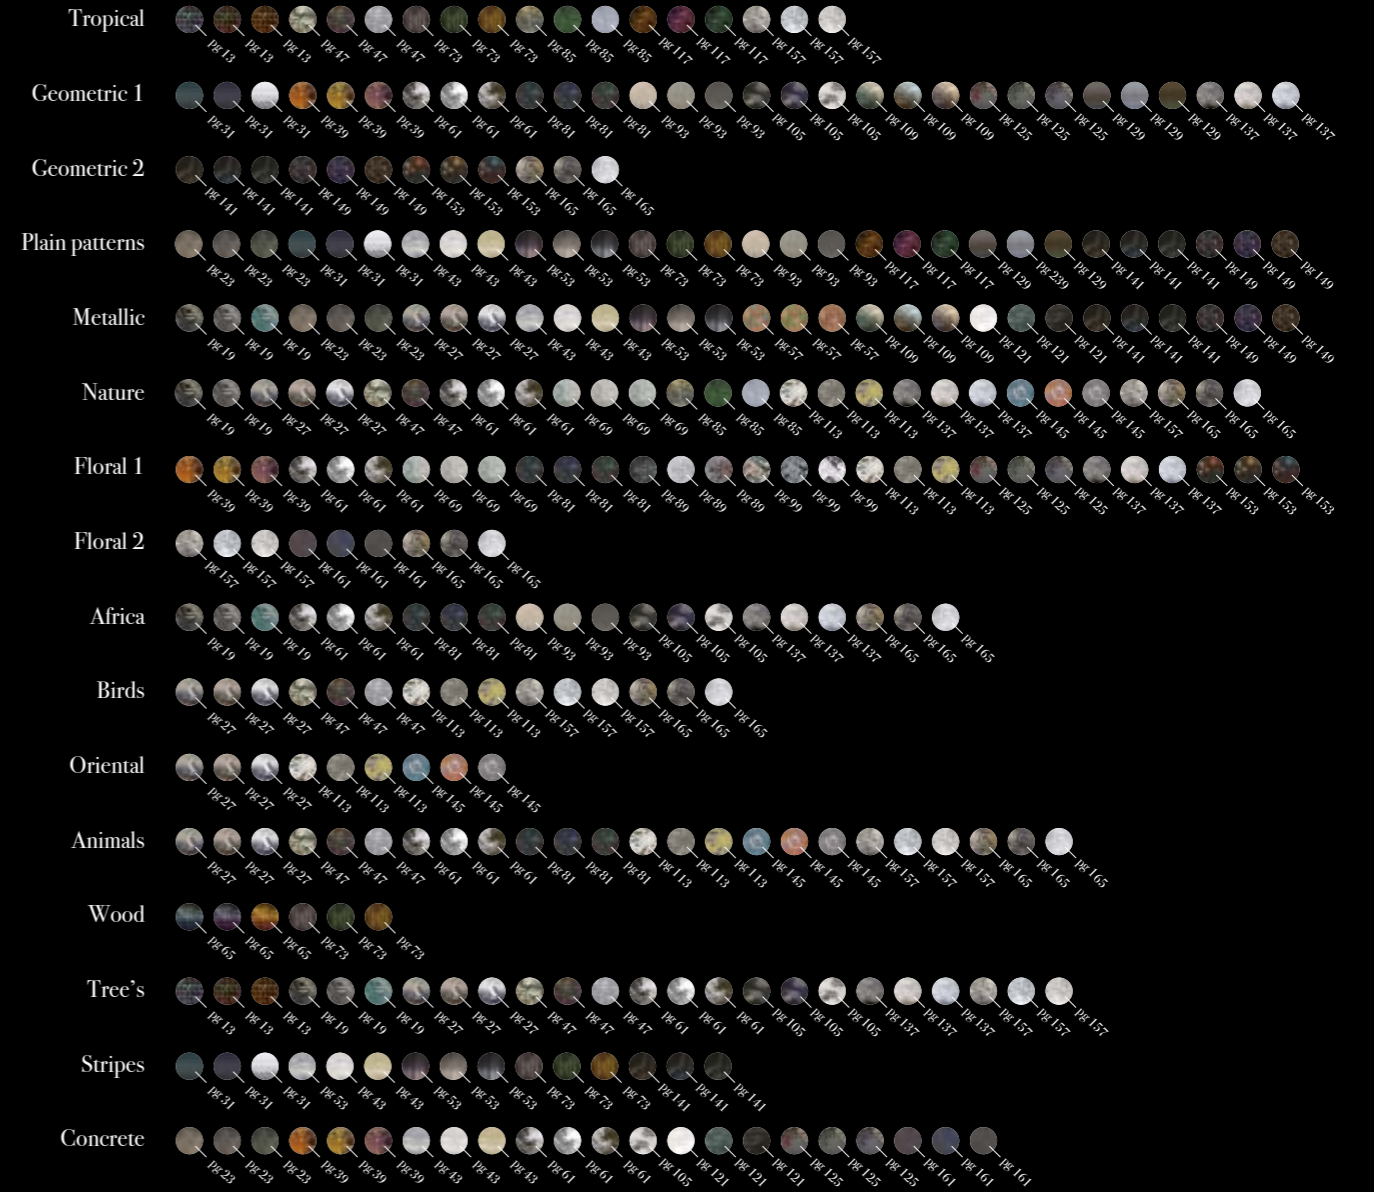 Tropical pg 13 pg 13 pg 13 pg 47 pg 47 pg 47 pg 73 pg 73 pg 73 pg 85 pg 85 pg 85 pg 117 pg 117 pg 117 pg 157 pg 157 pg 157
Geometric 1 pg 31 pg 31 pg 31 pg 39 pg 39 pg 39 pg 61 pg 61 pg 61 pg 81 pg 81 pg 81 pg 93 pg 93 pg 93 pg 105 pg 105 pg 105 pg 109 pg 109 pg 109 pg 125 pg 125 pg 125 pg 129 pg 129 pg 129 pg 137 pg 137 pg 137
Geometric 2 pg 141 pg 141 pg 141 pg 149 pg 149 pg 149 pg 153 pg 153 pg 153 pg 165 pg 165 pg 165
Plain patterns pg 23 pg 23 pg 23 pg 31 pg 31 pg 31 pg 43 pg 43 pg 43 pg 53 pg 53 pg 53 pg 73 pg 73 pg 73 pg 93 pg 93 pg 93 pg 117 pg 117 pg 117 pg 129 pg 239 pg 129 pg 141 pg 141 pg 141 pg 149 pg 149 pg 149
Metallic pg 19 pg 19 pg 19 pg 23 pg 23 pg 23 pg 27 pg 27 pg 27 pg 43 pg 43 pg 43 pg 53 pg 53 pg 53 pg 57 pg 57 pg 57 pg 109 pg 109 pg 109 pg 121 pg 121 pg 121 pg 141 pg 141 pg 141 pg 149 pg 149 pg 149
Nature pg 19 pg 19 pg 27 pg 27 pg 27 pg 47 pg 47 pg 61 pg 61 pg 61 pg 69 pg 69 pg 69 pg 85 pg 85 pg 85 pg 113 pg 113 pg 113 pg 137 pg 137 pg 137 pg 145 pg 145 pg 145 pg 157 pg 165 pg 165 pg 165
Floral 1 pg 39 pg 39 pg 39 pg 61 pg 61 pg 61 pg 69 pg 69 pg 69 pg 81 pg 81 pg 81 pg 89 pg 89 pg 89 pg 99 pg 99 pg 99 pg 113 pg 113 pg 113 pg 125 pg 125 pg 125 pg 137 pg 137 pg 137 pg 153 pg 153 pg 153
Floral 2 pg 157 pg 157 pg 157 pg 161 pg 161 pg 161 pg 165 pg 165 pg 165
Africa pg 19 pg 19 pg 19 pg 61 pg 61 pg 61 pg 81 pg 81 pg 81 pg 93 pg 93 pg 93 pg 105 pg 105 pg 105 pg 137 pg 137 pg 137 pg 165 pg 165 pg 165
Birds pg 27 pg 27 pg 27 pg 47 pg 47 pg 47 pg 113 pg 113 pg 113 pg 157 pg 157 pg 157 pg 165 pg 165 pg 165
Oriental pg 27 pg 27 pg 27 pg 113 pg 113 pg 113 pg 145 pg 145 pg 145
Animals pg 27 pg 27 pg 27 pg 47 pg 47 pg 47 pg 61 pg 61 pg 61 pg 81 pg 81 pg 81 pg 113 pg 113 pg 113 pg 145 pg 145 pg 145 pg 157 pg 157 pg 157 pg 165 pg 165 pg 165
Wood pg 65 pg 65 pg 65 pg 73 pg 73 pg 73
Tree's pg 13 pg 13 pg 13 pg 19 pg 19 pg 19 pg 27 pg 27 pg 27 pg 47 pg 47 pg 47 pg 61 pg 61 pg 61 pg 105 pg 105 pg 105 pg 137 pg 137 pg 137 pg 157 pg 157 pg 157
Stripes pg 31 pg 31 pg 31 pg 53 pg 43 pg 43 pg 53 pg 53 pg 53 pg 73 pg 73 pg 73 pg 141 pg 141 pg 141
Concrete pg 23 pg 23 pg 23 pg 39 pg 39 pg 39 pg 43 pg 43 pg 43 pg 61 pg 61 pg 61 pg 105 pg 121 pg 121 pg 121 pg 125 pg 125 pg 125 pg 161 pg 161 pg 161